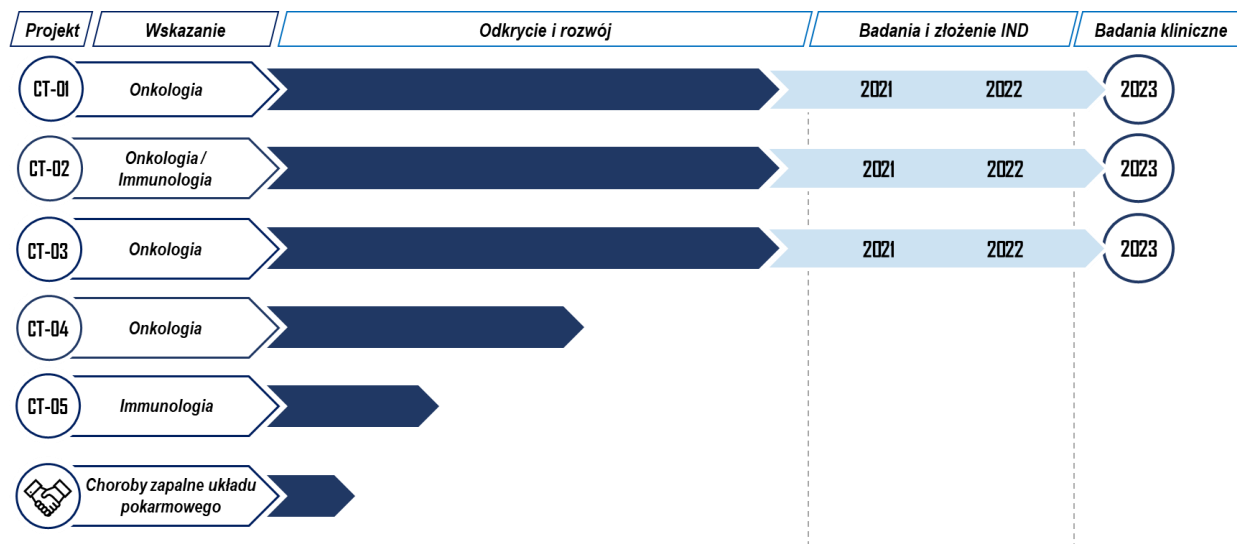 Projekt
Wskazanie
Odkrycie i rozwój
Badania i złożenie IND
Badania kliniczne
CT-01
Onkologia
2021
2022
2023
CT-02
Onkologia /
Immunologia
2021
2022
2023
CT-03
Onkologia
2021
2022
2023
CT-04
Onkologia
CT-05
Immunologia
Choroby zapalne układu
pokarmowego